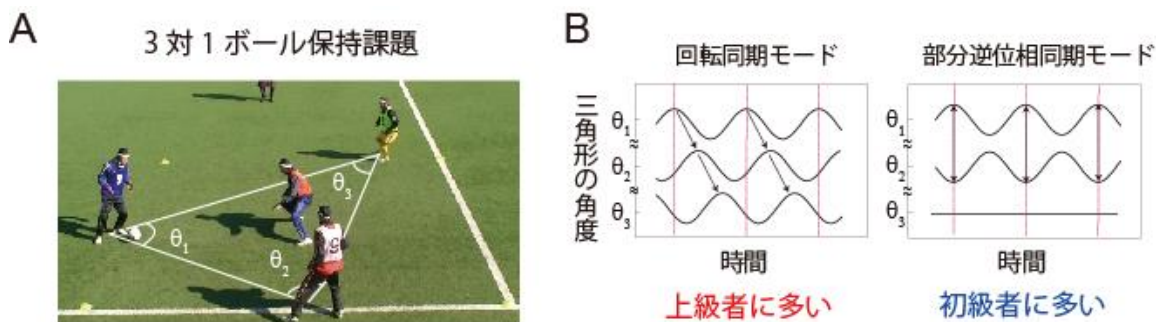 A
3対1ボール保持課題
θ1
θ2
θ3
B
回転同期モード
部分逆位相同期モード
三角形の角度
θ1
θ2
θ3
θ1
θ2
θ3
時間
時間
上級者に多い
初級者に多い